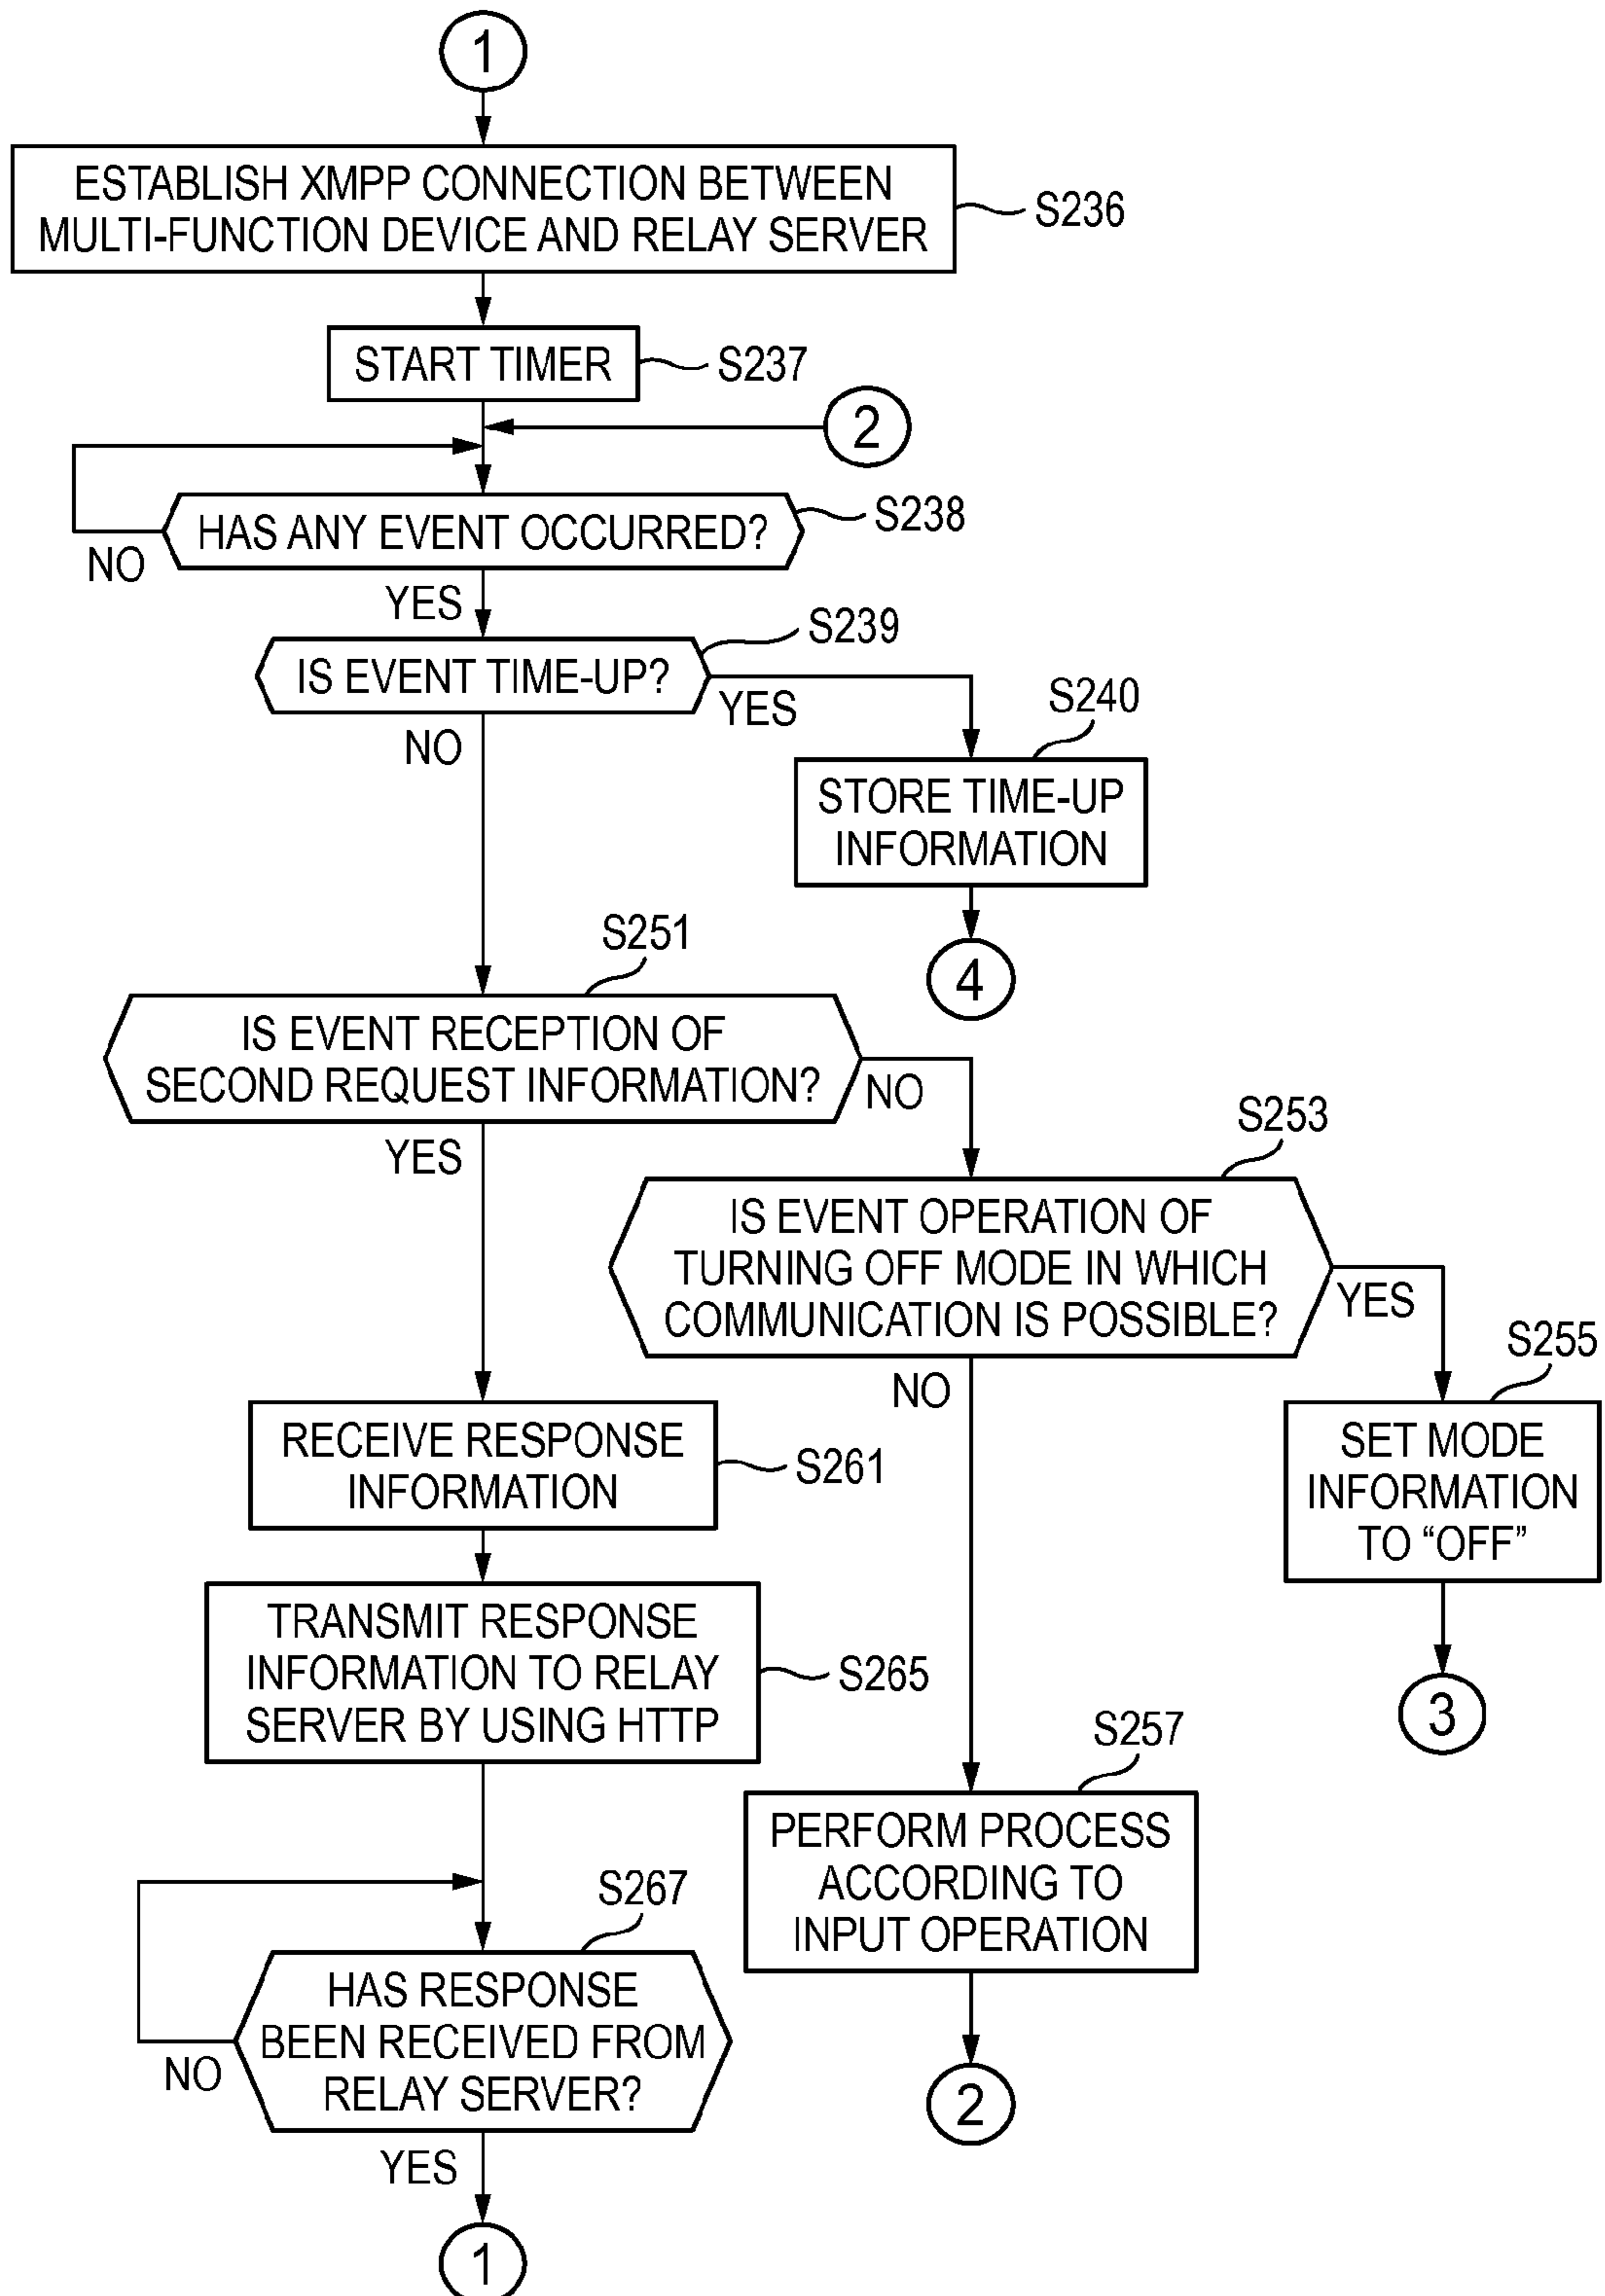 1
ESTABLISH XMPP CONNECTION BETWEEN
MULTI-FUNCTION DEVICE AND RELAY SERVER
S236
START TIMER
S237
2
HAS ANY EVENT OCCURRED?
S238
NO
YES
IS EVENT TIME-UP?
S239
YES
NO
S240
STORE TIME-UP
INFORMATION
4
S251
IS EVENT RECEPTION OF
SECOND REQUEST INFORMATION?
NO
YES
S253
IS EVENT OPERATION OF
TURNING OFF MODE IN WHICH
COMMUNICATION IS POSSIBLE?
YES
NO
S255
SET MODE
INFORMATION
TO “OFF”
3
RECEIVE RESPONSE
INFORMATION
S261
TRANSMIT RESPONSE
INFORMATION TO RELAY
SERVER BY USING HTTP
S265
S257
PERFORM PROCESS
ACCORDING TO
INPUT OPERATION
2
S267
HAS RESPONSE
BEEN RECEIVED FROM
RELAY SERVER?
NO
YES
1